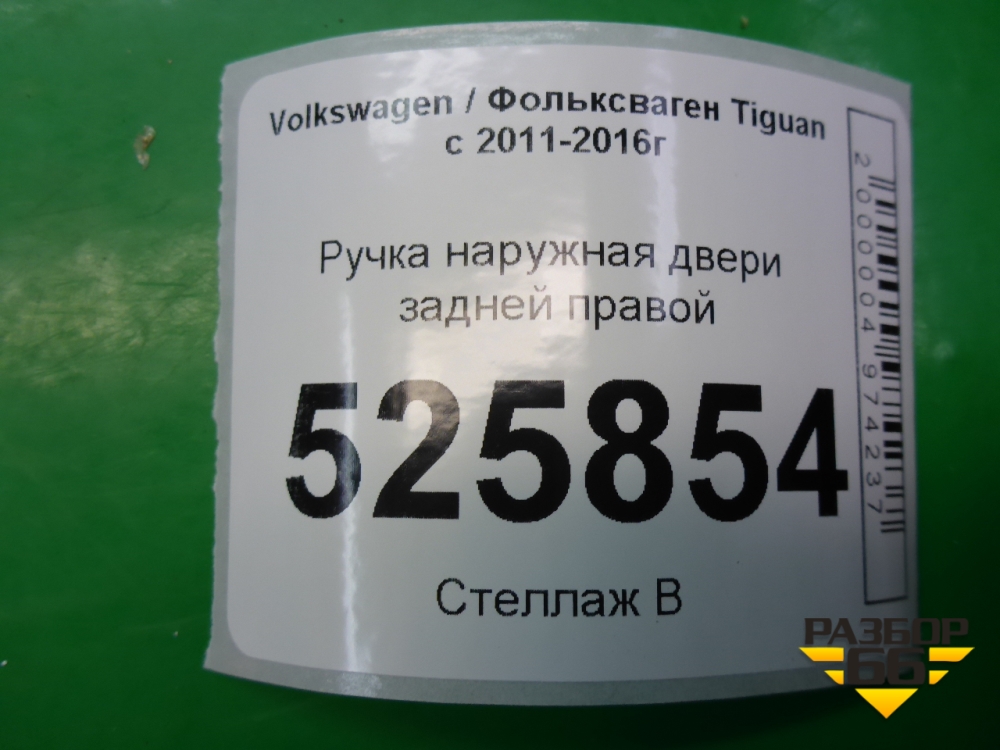 Volkswagen / Фольксваген Tiguan
с 2011-2016г
Ручка наружная двери
задней правой
525854
Стеллаж В
2000004974237
РАЗБОР
66